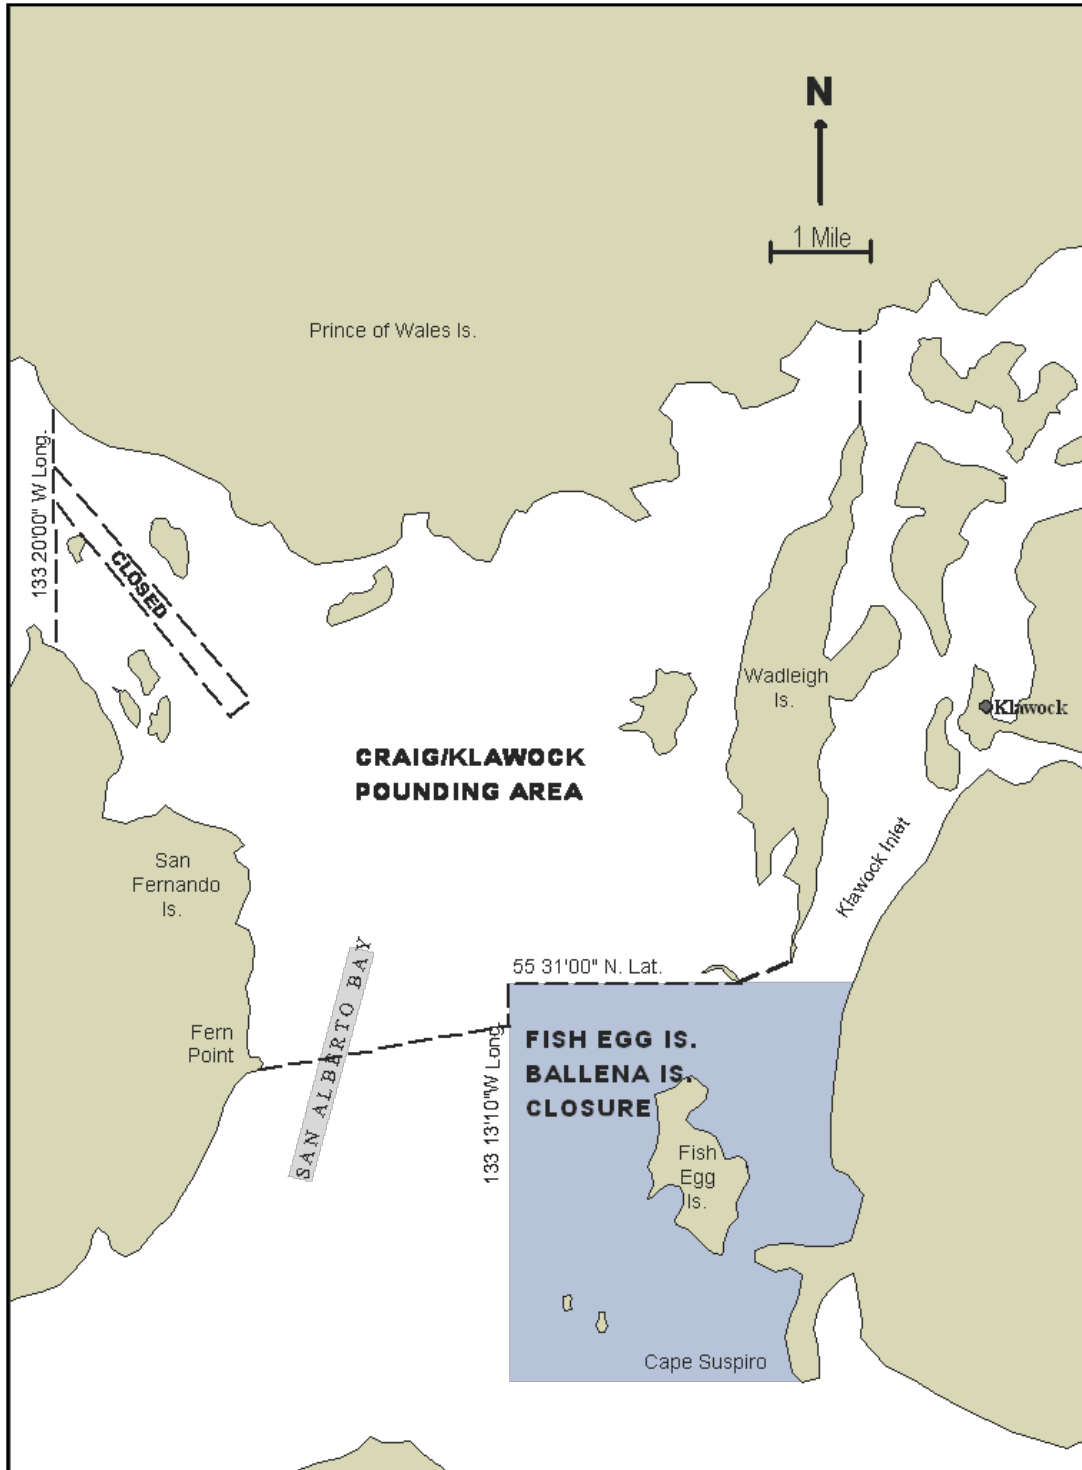 N
1 Mile
Prince of Wales Is.
133 20'00" W Long.
CLOSED
Wadleigh
Is.
Klawock
CRAIG/KLAWOCK
POUNDING AREA
San
Fernando
Is.
Klawock Inlet
55 31'00" N. Lat.
SAN ALBERTO BAY
Fern
Point
133 13'10"W Long.
FISH EGG IS.
BALLENA IS.
CLOSURE
Fish
Egg
Is.
Cape Suspiro